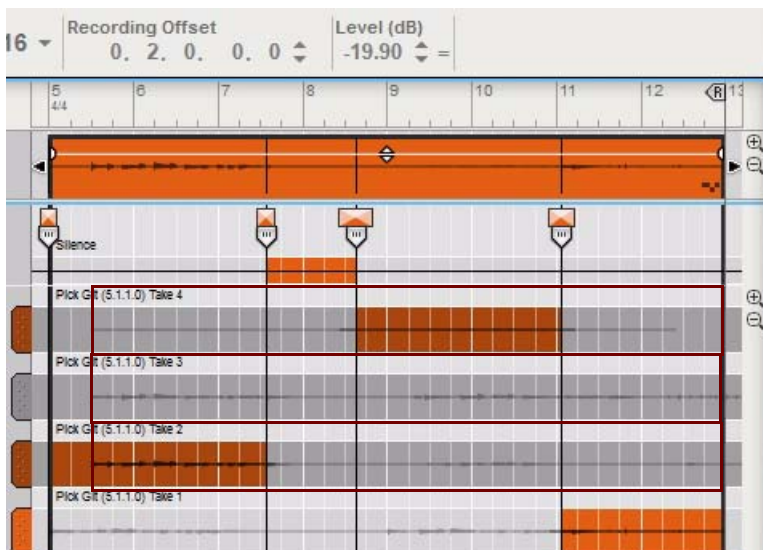 16 Recording Offset Level (dB)
0. 2. 0. 0. 0 -19.90 =
5 6 7 8 9 10 11 12 R 13
4/4
Silence
Pick Git (5.1.1.0) Take 4
Pick Git (5.1.1.0) Take 3
Pick Git (5.1.1.0) Take 2
Pick Git (5.1.1.0) Take 1